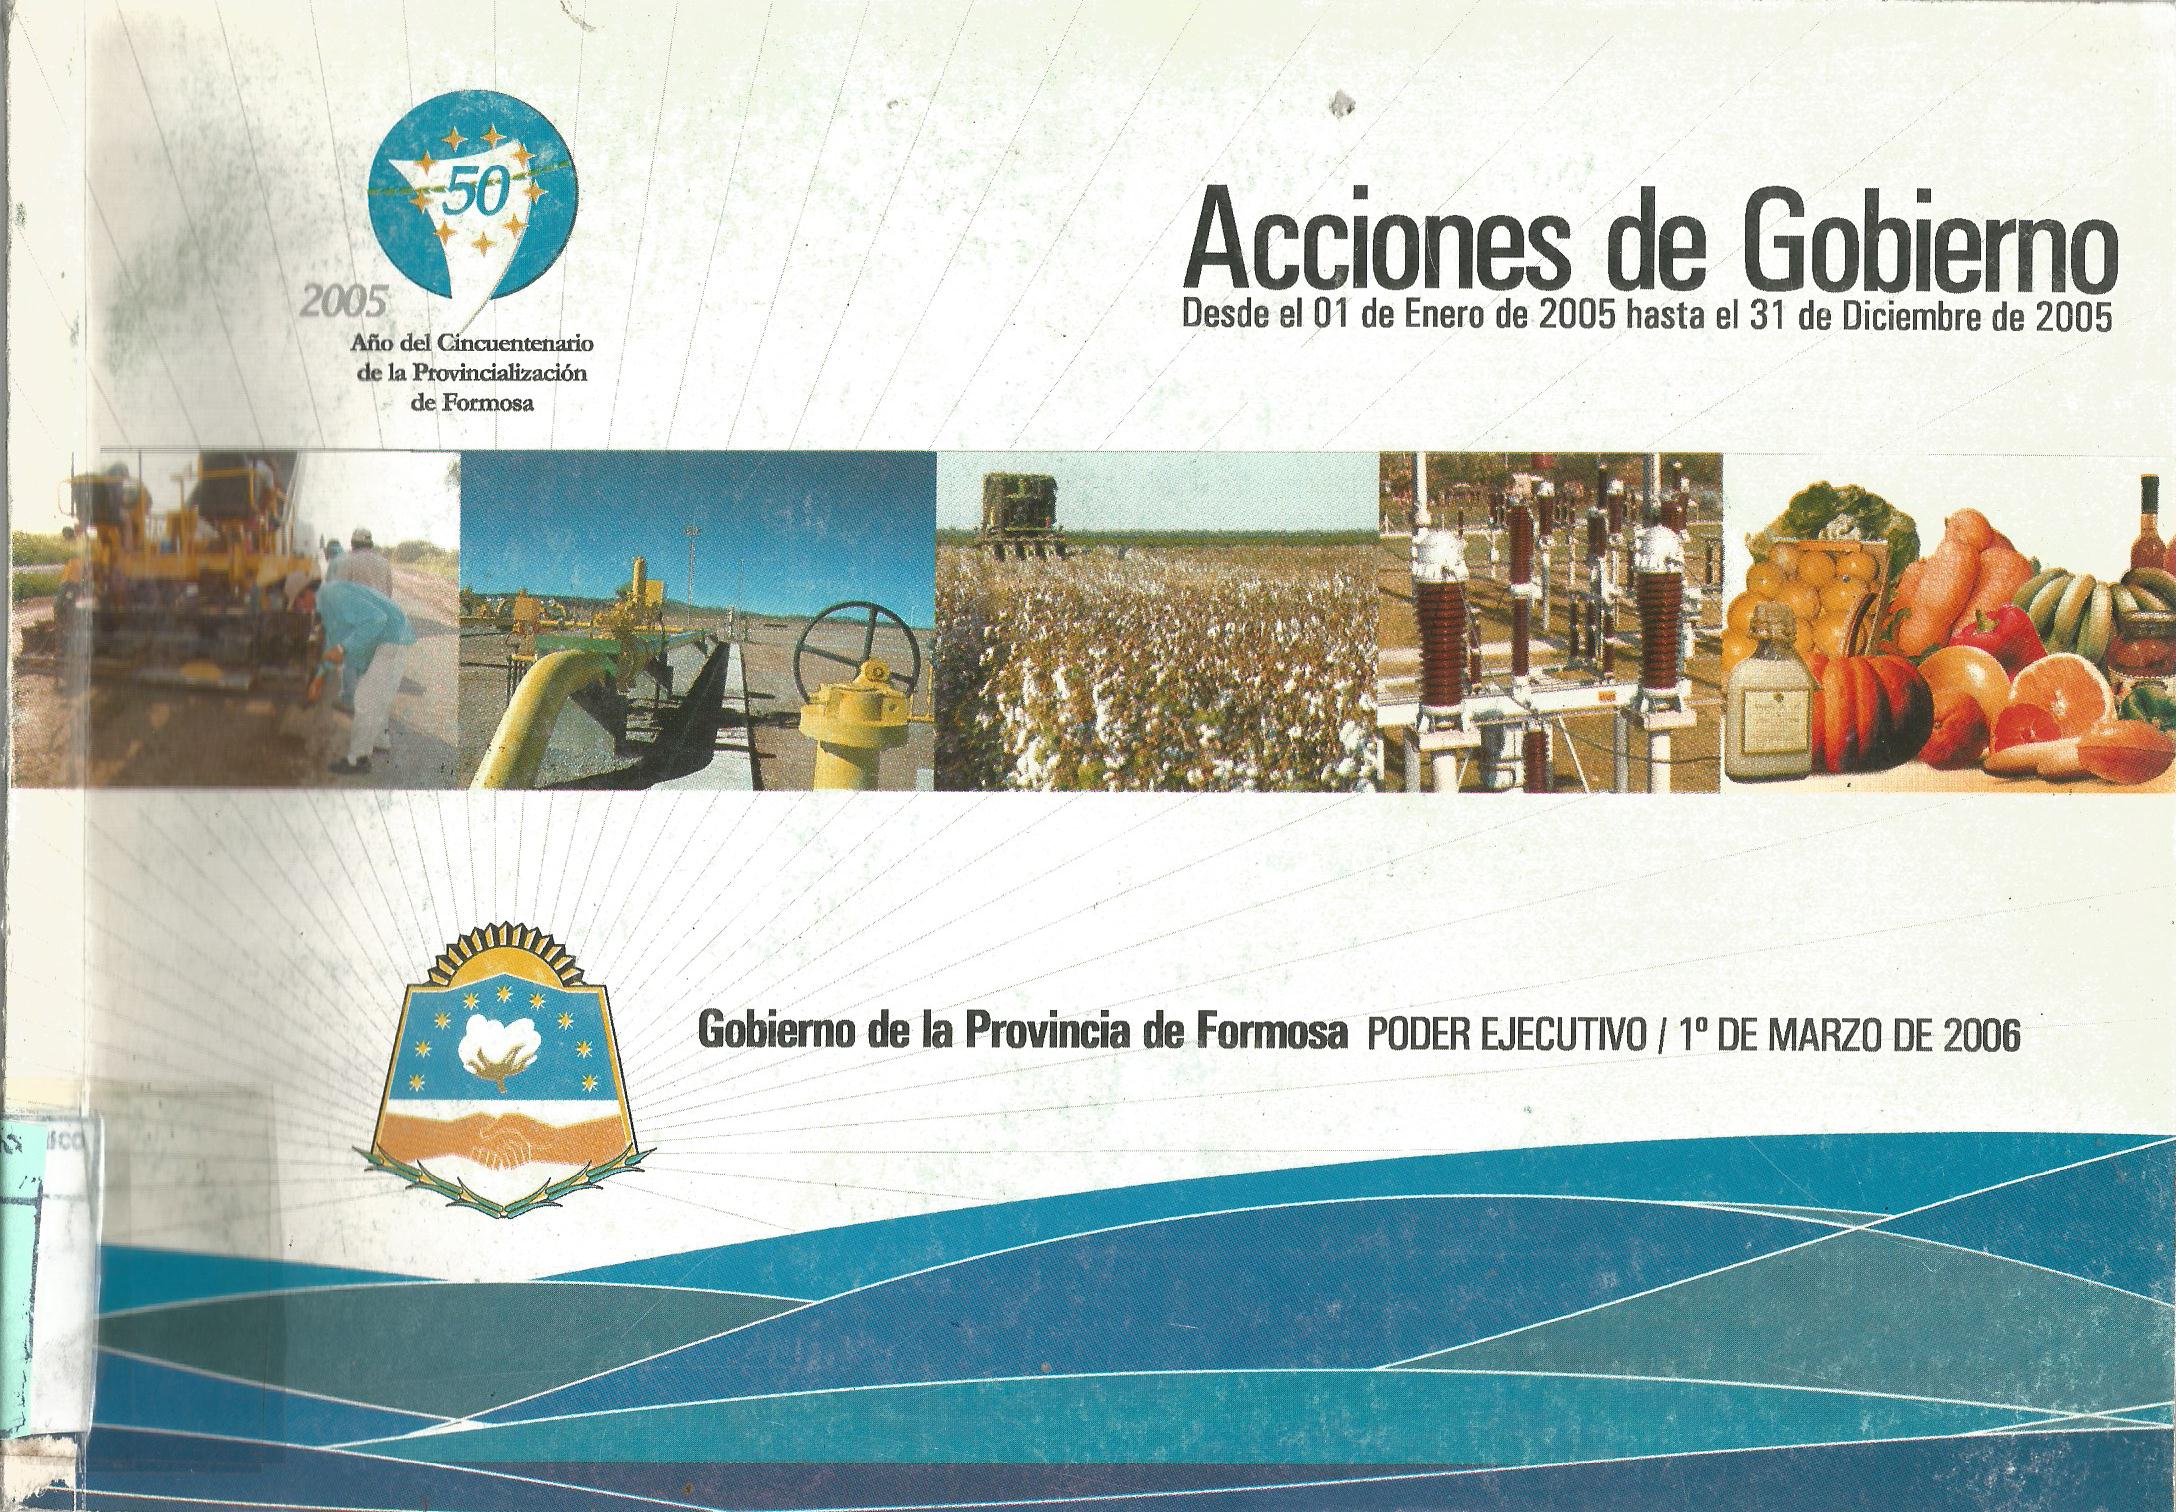 50
2005
Año del Cincuentenario
de la Provincialización
de Formosa
Acciones de Gobierno
Desde el 01 de Enero de 2005 hasta el 31 de Diciembre de 2005
Gobierno de la Provincia de Formosa PODER EJECUTIVO / 1º DE MARZO DE 2006